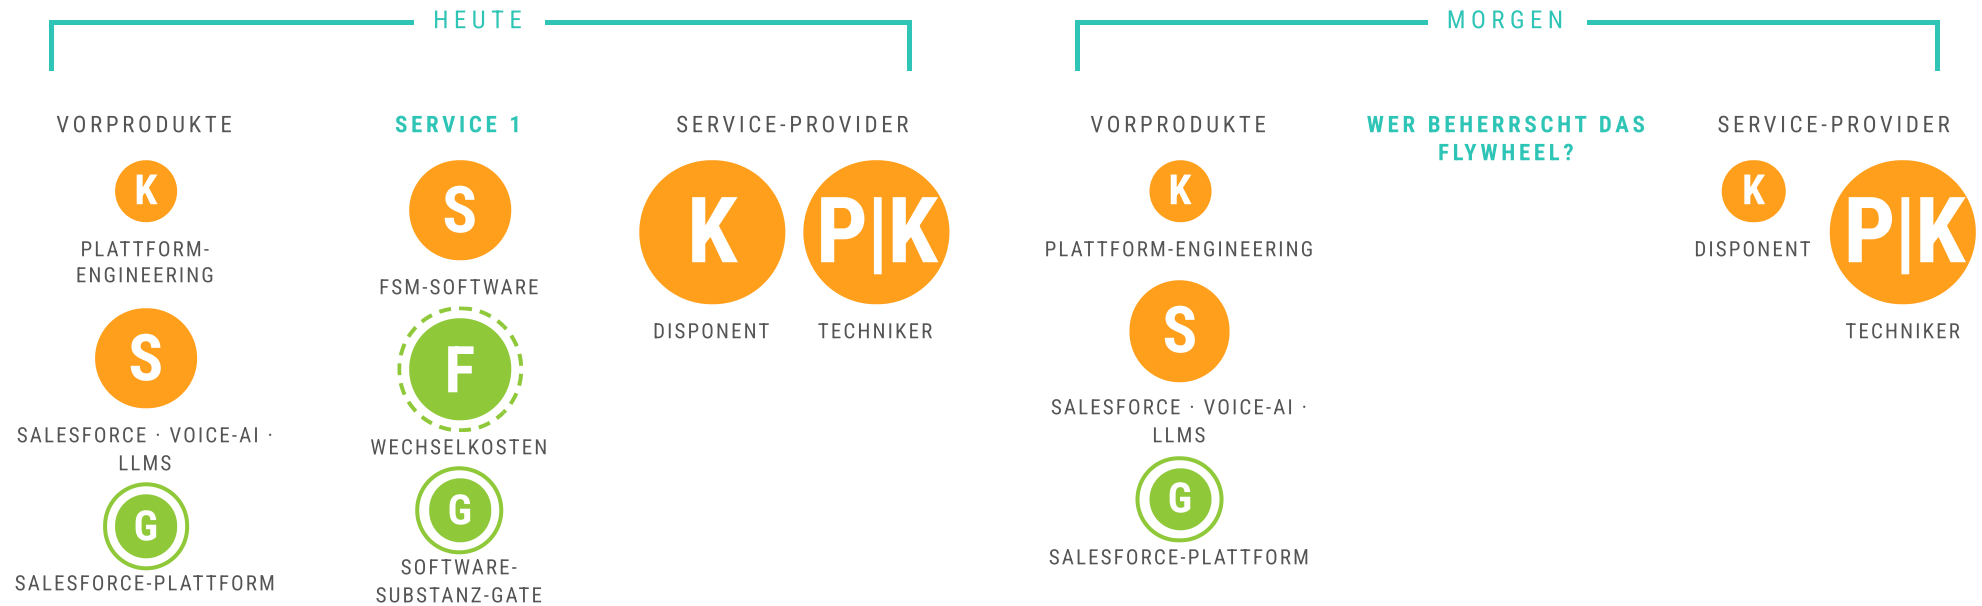 HEUTE
VORPRODUKTE
K
PLATTFORM-
ENGINEERING
S
SALESFORCE · VOICE-AI ·
LLMS
G
SALESFORCE-PLATTFORM
SERVICE 1
S
FSM-SOFTWARE
F
WECHSELKOSTEN
G
SOFTWARE-
SUBSTANZ-GATE
SERVICE-PROVIDER
K
DISPONENT
P|K
TECHNIKER
MORGEN
VORPRODUKTE
K
PLATTFORM-ENGINEERING
S
SALESFORCE · VOICE-AI ·
LLMS
G
SALESFORCE-PLATTFORM
WER BEHERRSCHT DAS
FLYWHEEL?
SERVICE-PROVIDER
K
DISPONENT
P|K
TECHNIKER